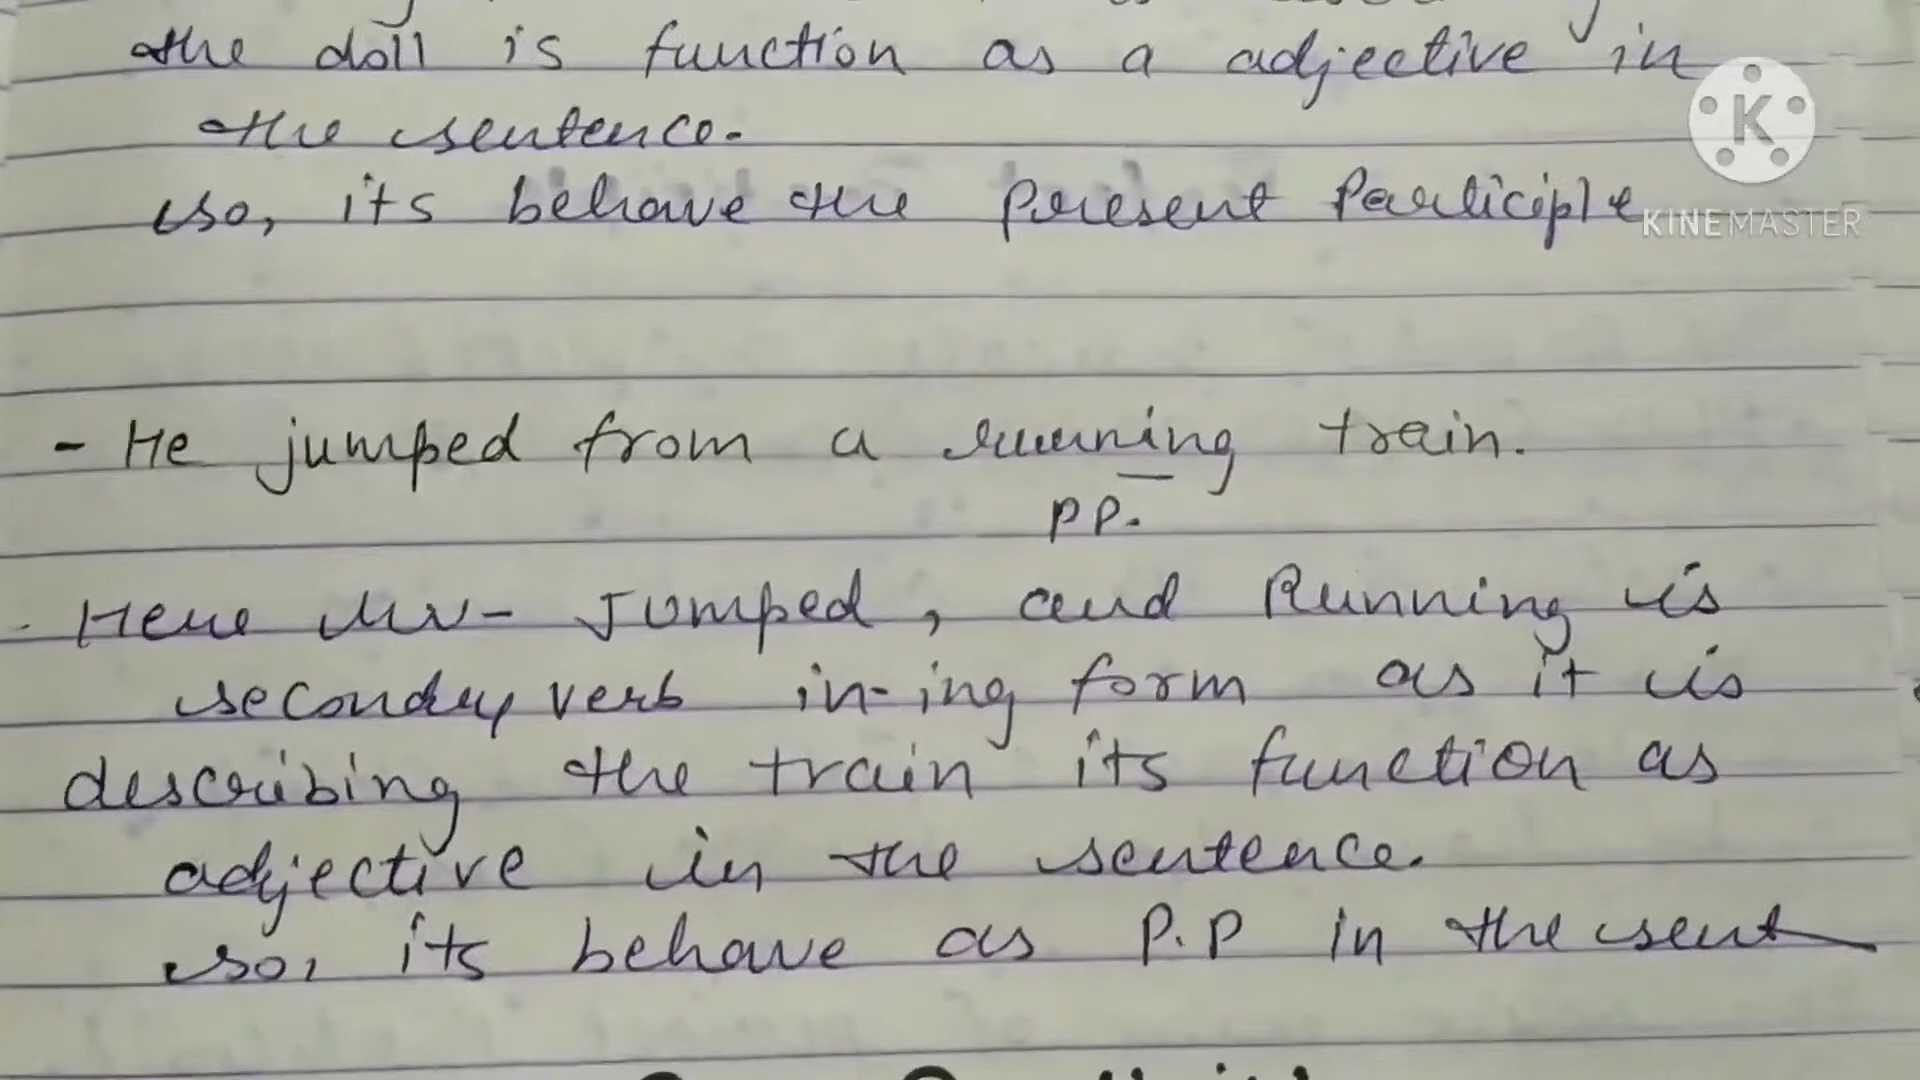 the doll is function as a adjective in
the sentence.
so, its behave the present Participle
K
KINEMASTER
- He jumped from a running train.
PP.
Here MV- Jumped, and Running is
secondry verb in-ing form as it is
describing the train its function as
adjective in the sentence.
so, its behave as P.P in the sent